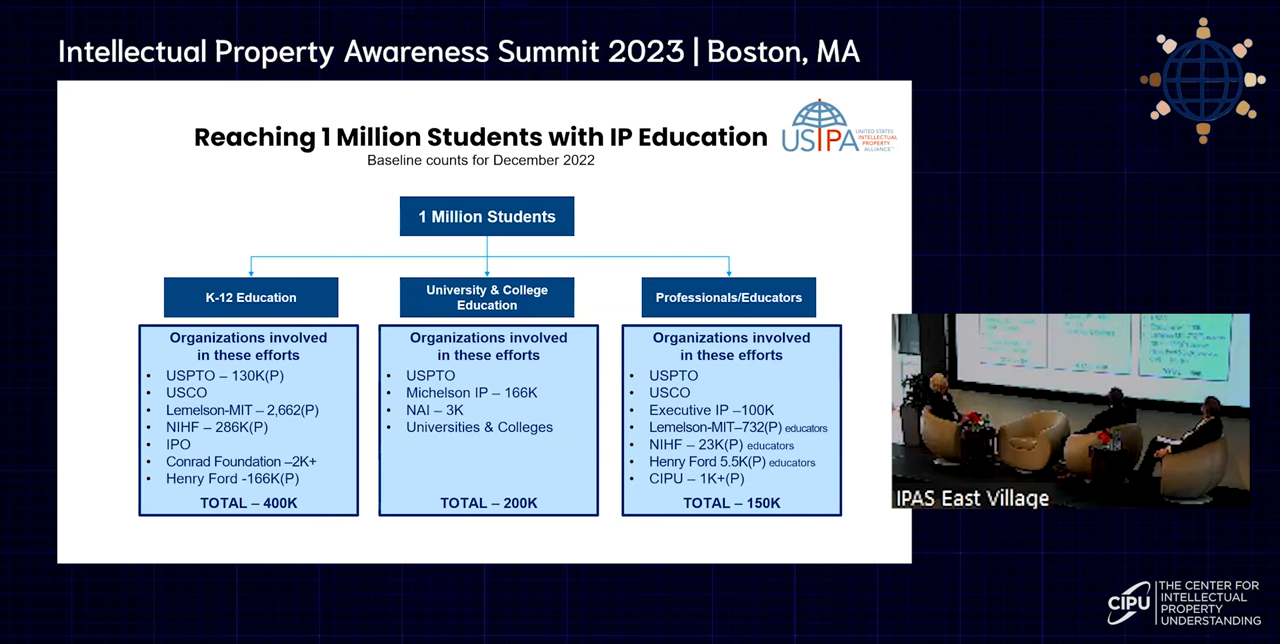 Intellectual Property Awareness Summit 2023 | Boston, MA
Reaching 1 Million Students with IP Education
Baseline counts for December 2022
USIPA
UNITED STATES
INTELLECTUAL
PROPERTY
ALLIANCE
1 Million Students
K-12 Education
Organizations involved
in these efforts
• USPTO – 130K(P)
• USCO
• Lemelson-MIT – 2,662(P)
• NIHF – 286K(P)
• IPO
• Conrad Foundation –2K+
• Henry Ford -166K(P)
TOTAL – 400K
University & College
Education
Organizations involved
in these efforts
• USPTO
• Michelson IP – 166K
• NAI – 3K
• Universities & Colleges
TOTAL – 200K
Professionals/Educators
Organizations involved
in these efforts
• USPTO
• USCO
• Executive IP –100K
• Lemelson-MIT–732(P) educators
• NIHF – 23K(P) educators
• Henry Ford 5.5K(P) educators
• CIPU – 1K+(P)
TOTAL – 150K
IPAS East Village
CIPU
THE CENTER FOR
INTELLECTUAL
PROPERTY
UNDERSTANDING